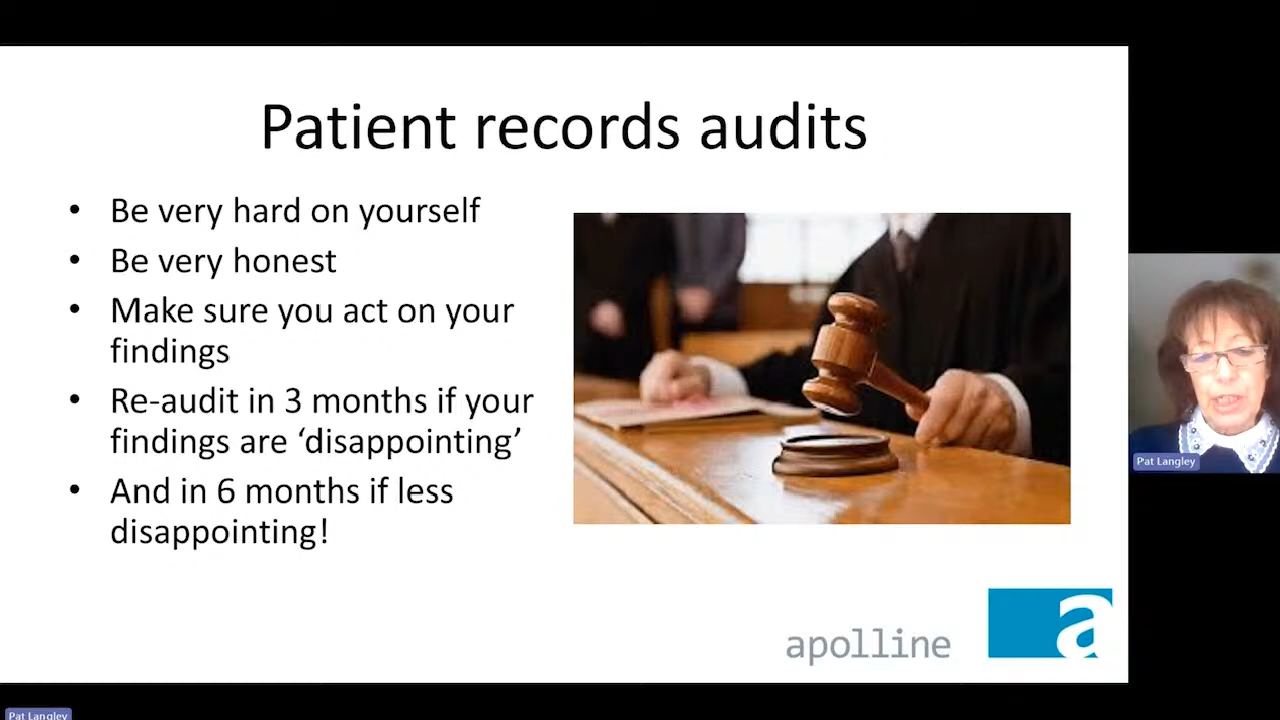 Patient records audits
• Be very hard on yourself
• Be very honest
• Make sure you act on your
findings
• Re-audit in 3 months if your
findings are ‘disappointing’
• And in 6 months if less
disappointing!
apolline
a
Pat Langley
Pat Langley